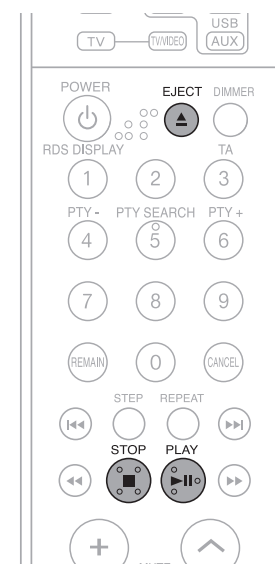 USB
TV TV/VIDEO AUX
POWER EJECT DIMMER
RDS DISPLAY TA
1 2 3
PTY - PTY SEARCH PTY +
4 5 6
7 8 9
REMAIN 0 CANCEL
STEP REPEAT
STOP PLAY
MUTE